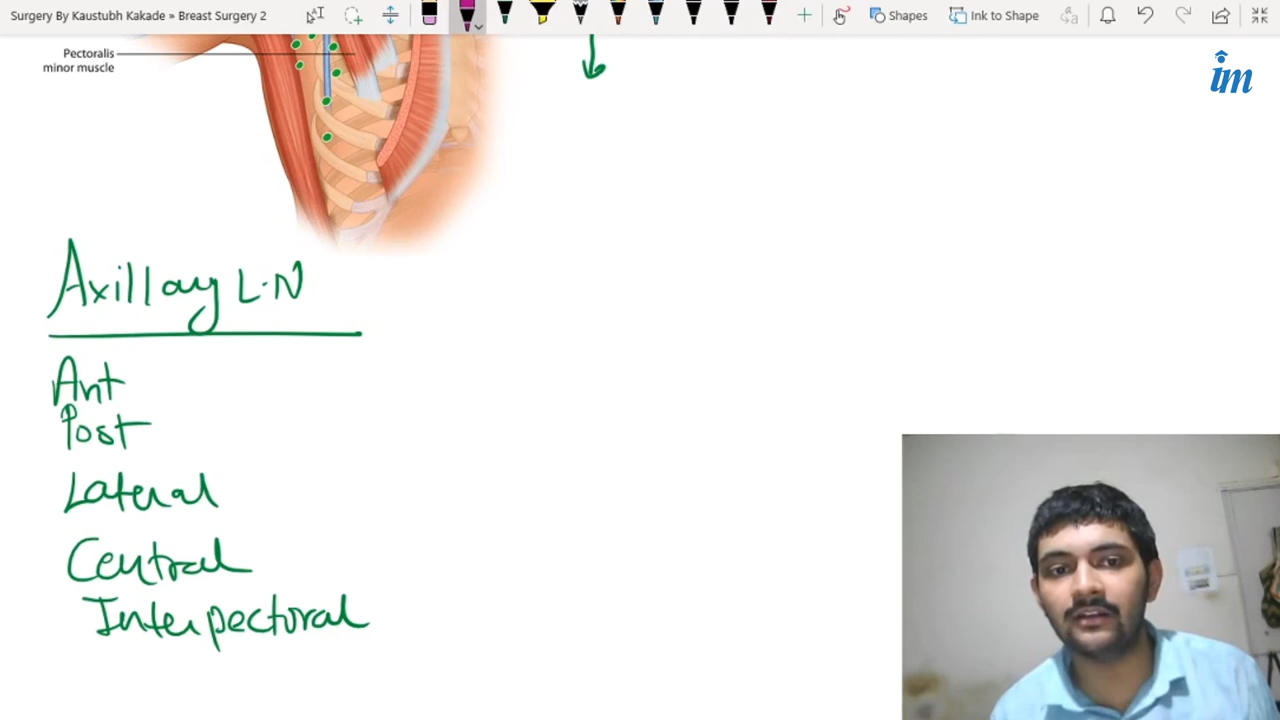 Surgery By Kaustubh Kakade » Breast Surgery 2
Shapes
Ink to Shape
Pectoralis
minor muscle
im
Axillary L.N
Ant
Post
Lateral
Central
Interpectoral